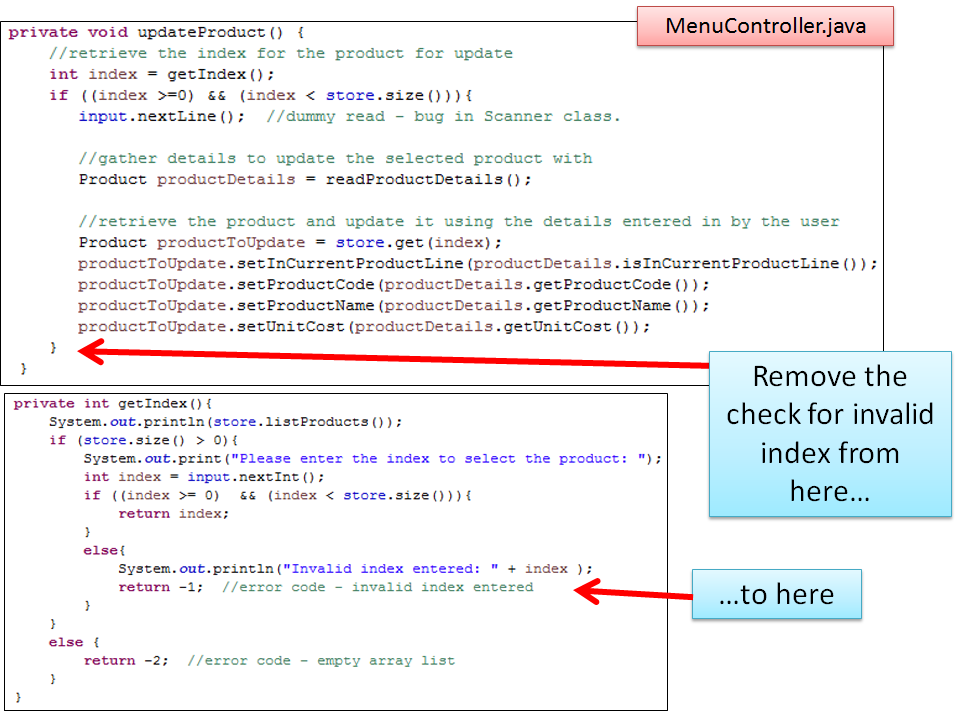 MenuController.java
private void updateProduct() {
//retrieve the index for the product for update
int index = getIndex();
if ((index >=0) && (index < store.size())){
input.nextLine();  //dummy read - bug in Scanner class.
//gather details to update the selected product with
Product productDetails = readProductDetails();
//retrieve the product and update it using the details entered in by the user
Product productToUpdate = store.get(index);
productToUpdate.setInCurrentProductLine(productDetails.isInCurrentProductLine());
productToUpdate.setProductCode(productDetails.getProductCode());
productToUpdate.setProductName(productDetails.getProductName());
productToUpdate.setUnitCost(productDetails.getUnitCost());
}
}
Remove the
check for invalid
index from
here...
private int getIndex(){
System.out.println(store.listProducts());
if (store.size() > 0){
System.out.print("Please enter the index to select the product: ");
int index = input.nextInt();
if ((index >= 0)  && (index < store.size())){
return index;
}
else{
System.out.println("Invalid index entered: " + index );
return -1;  //error code - invalid index entered
}
}
else {
return -2;  //error code - empty array list
}
}
...to here